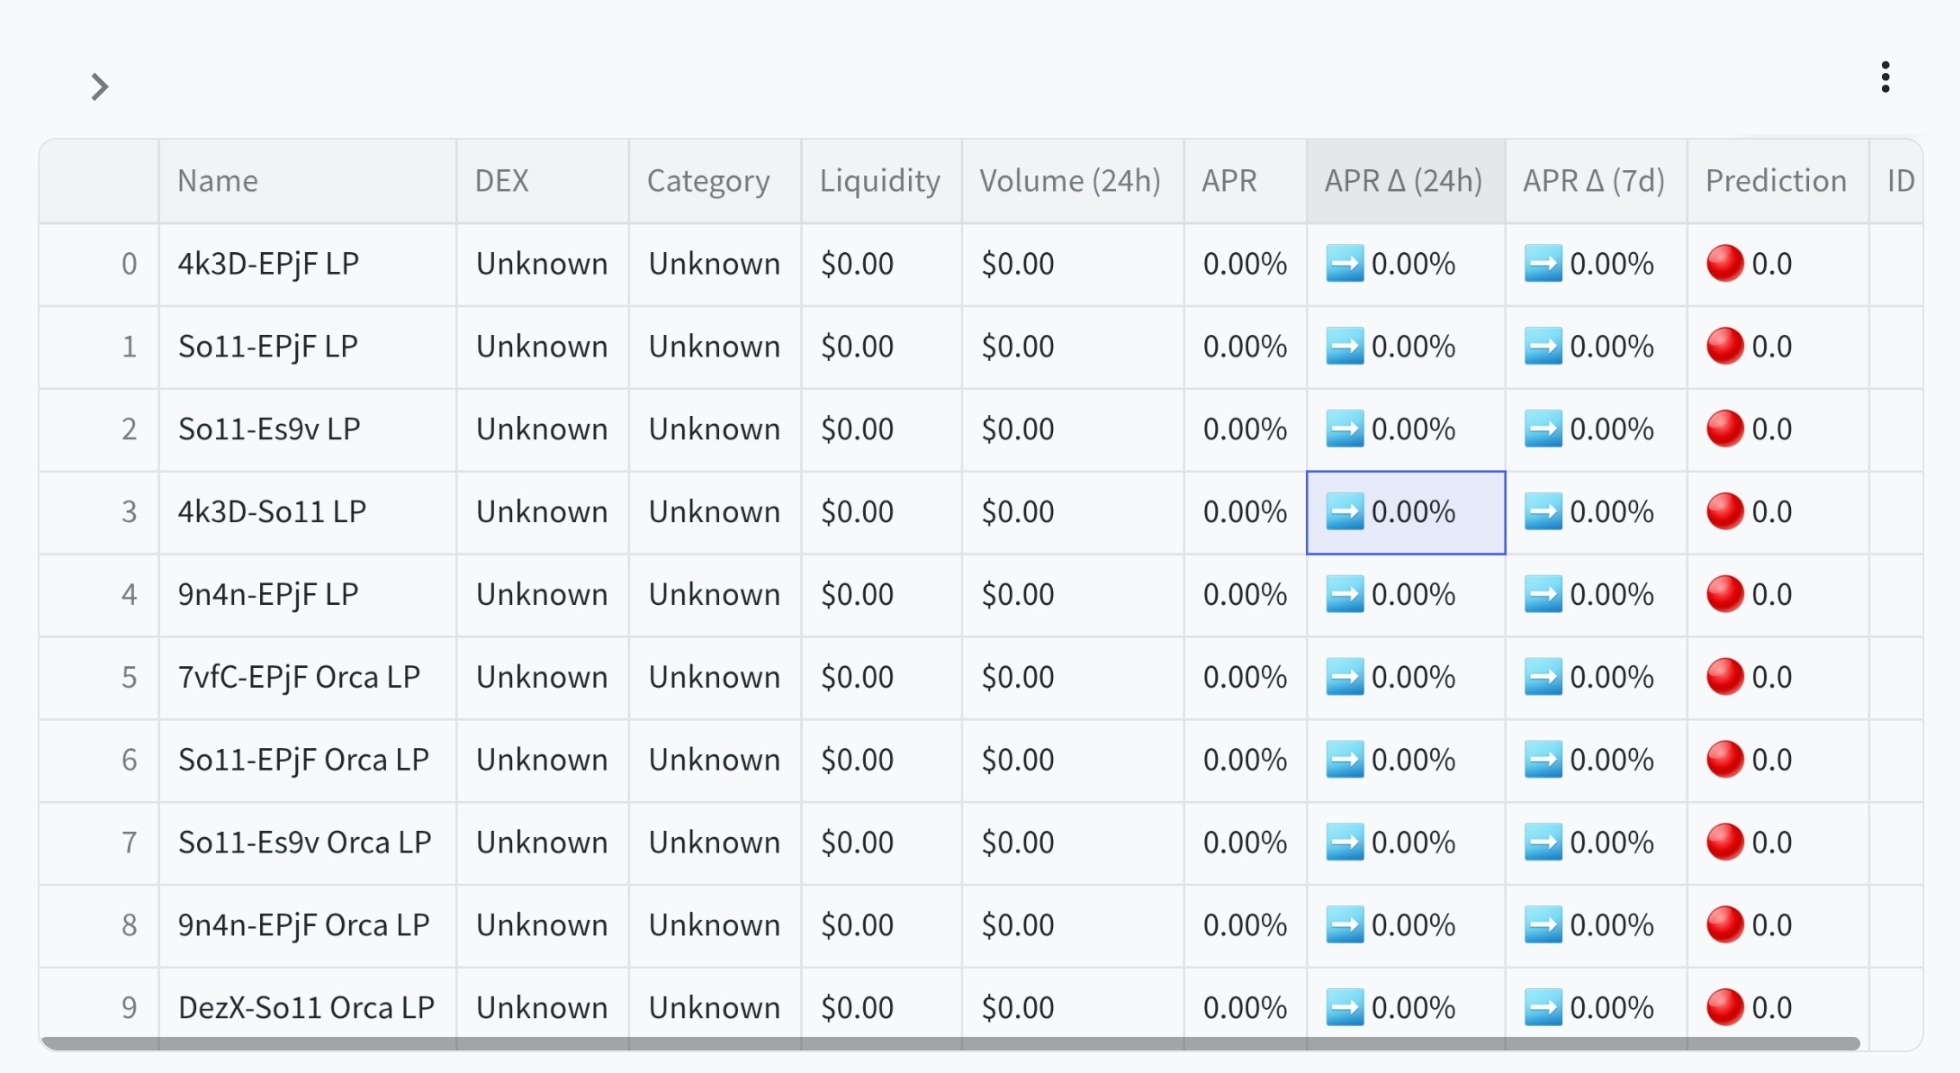 Name DEX Category Liquidity Volume (24h) APR APR Δ (24h) APR Δ (7d) Prediction ID
0 4k3D-EPjF LP Unknown Unknown $0.00 $0.00 0.00% ➡️ 0.00% ➡️ 0.00% 🔴 0.0
1 So11-EPjF LP Unknown Unknown $0.00 $0.00 0.00% ➡️ 0.00% ➡️ 0.00% 🔴 0.0
2 So11-Es9v LP Unknown Unknown $0.00 $0.00 0.00% ➡️ 0.00% ➡️ 0.00% 🔴 0.0
3 4k3D-So11 LP Unknown Unknown $0.00 $0.00 0.00% ➡️ 0.00% ➡️ 0.00% 🔴 0.0
4 9n4n-EPjF LP Unknown Unknown $0.00 $0.00 0.00% ➡️ 0.00% ➡️ 0.00% 🔴 0.0
5 7vfC-EPjF Orca LP Unknown Unknown $0.00 $0.00 0.00% ➡️ 0.00% ➡️ 0.00% 🔴 0.0
6 So11-EPjF Orca LP Unknown Unknown $0.00 $0.00 0.00% ➡️ 0.00% ➡️ 0.00% 🔴 0.0
7 So11-Es9v Orca LP Unknown Unknown $0.00 $0.00 0.00% ➡️ 0.00% ➡️ 0.00% 🔴 0.0
8 9n4n-EPjF Orca LP Unknown Unknown $0.00 $0.00 0.00% ➡️ 0.00% ➡️ 0.00% 🔴 0.0
9 DezX-So11 Orca LP Unknown Unknown $0.00 $0.00 0.00% ➡️ 0.00% ➡️ 0.00% 🔴 0.0